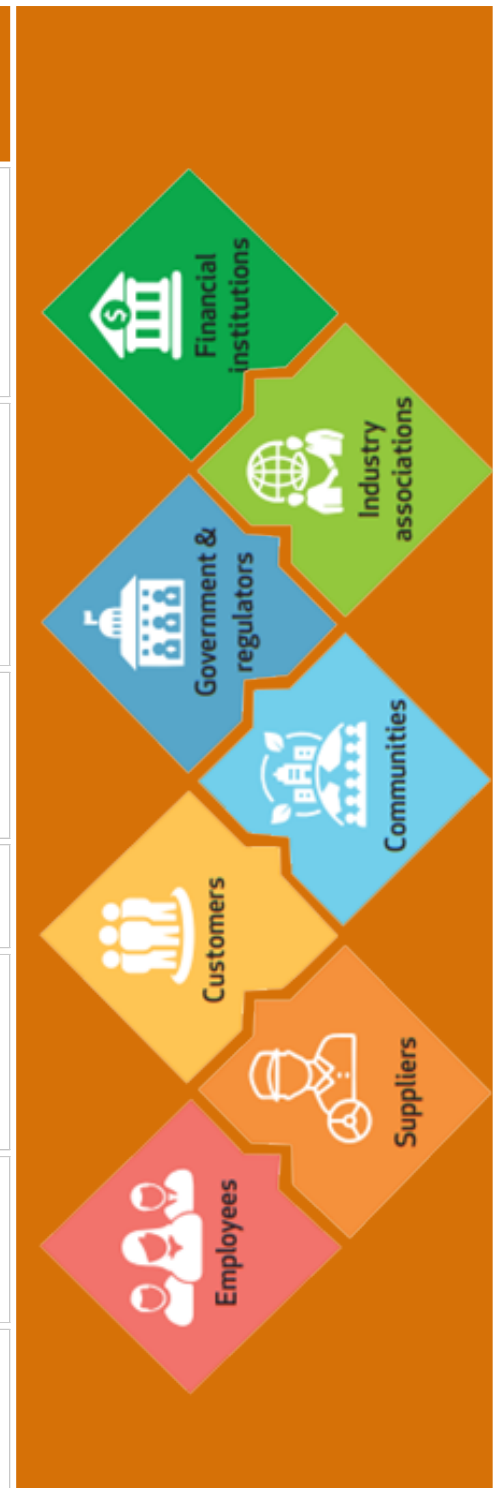 Employees
Suppliers
Customers
Communities
Government &
regulators
Industry
associations
Financial
institutions
$